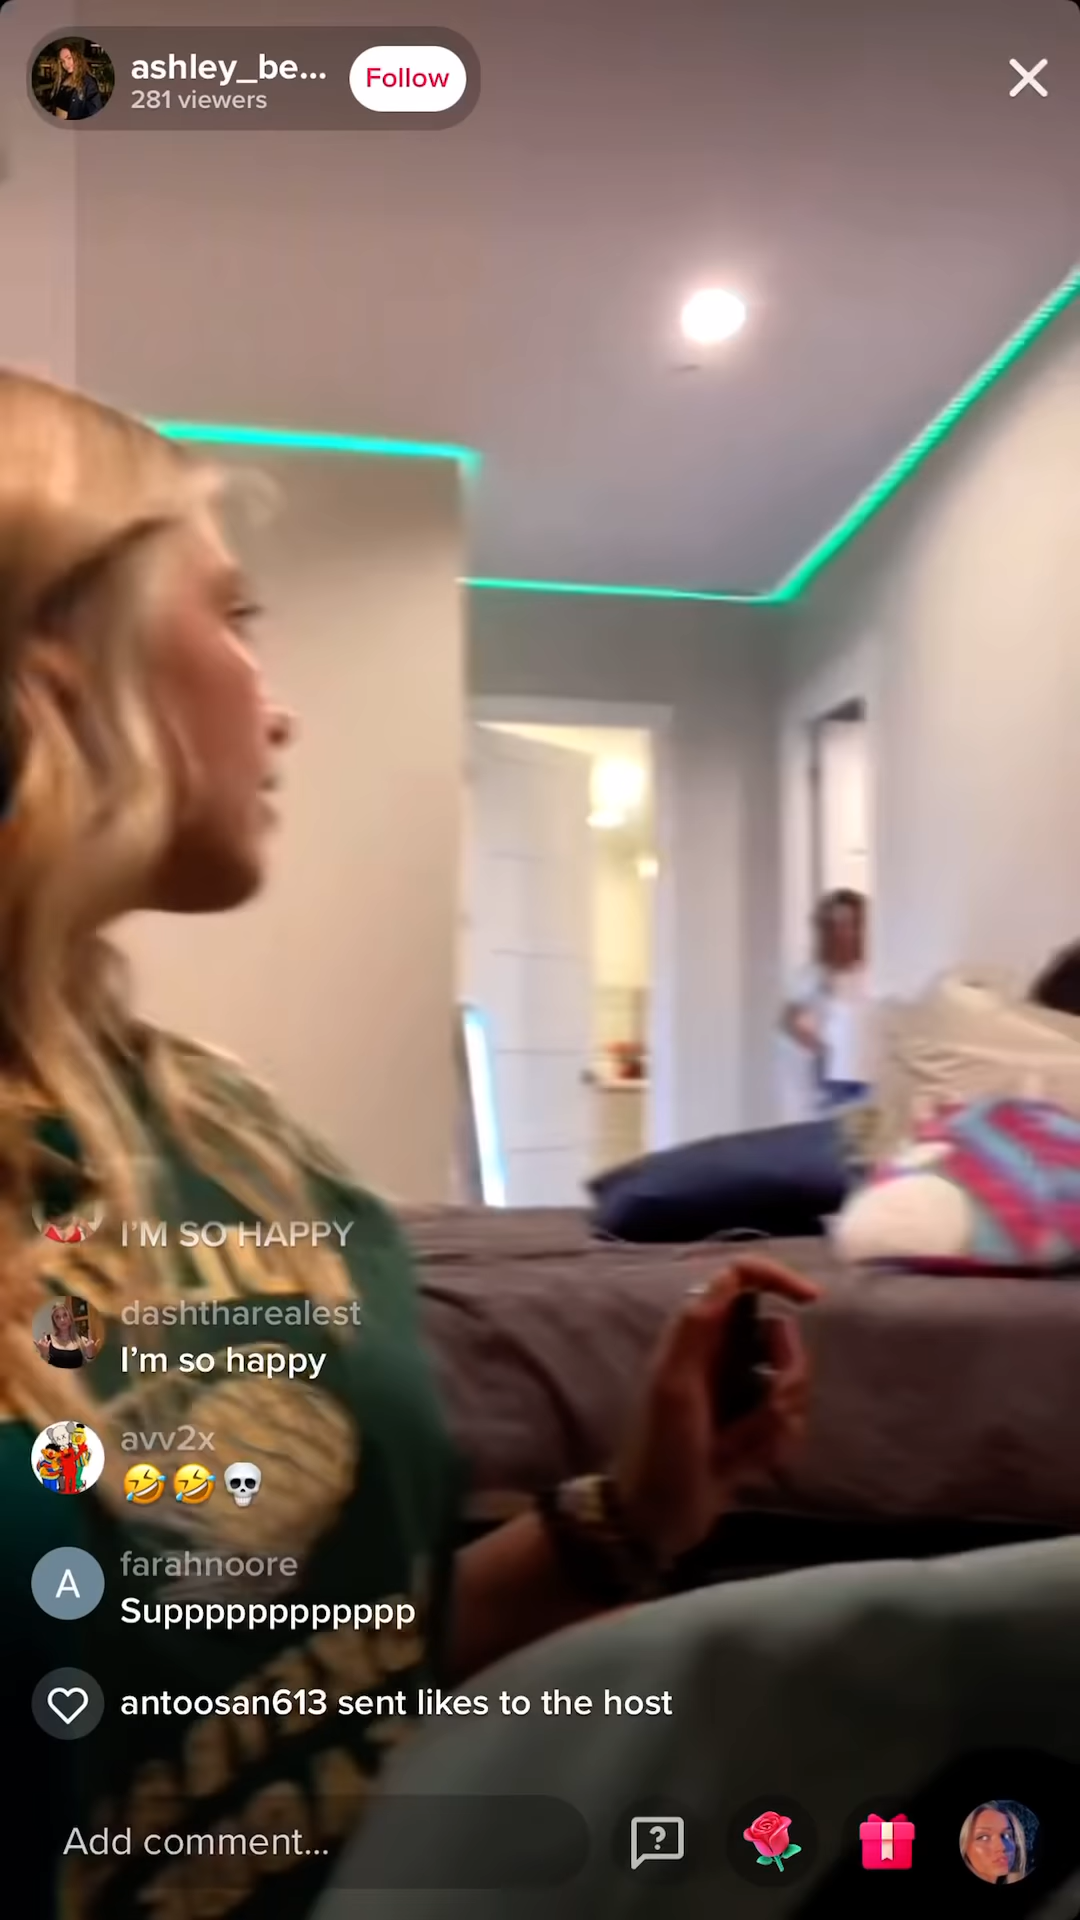 ashley_be...
281 viewers
Follow
I'M SO HAPPY
dashtharealest
I'm so happy
avv2x
🤣🤣💀
A
farahnoore
Supppppppppppp
antoosan613 sent likes to the host
Add comment...